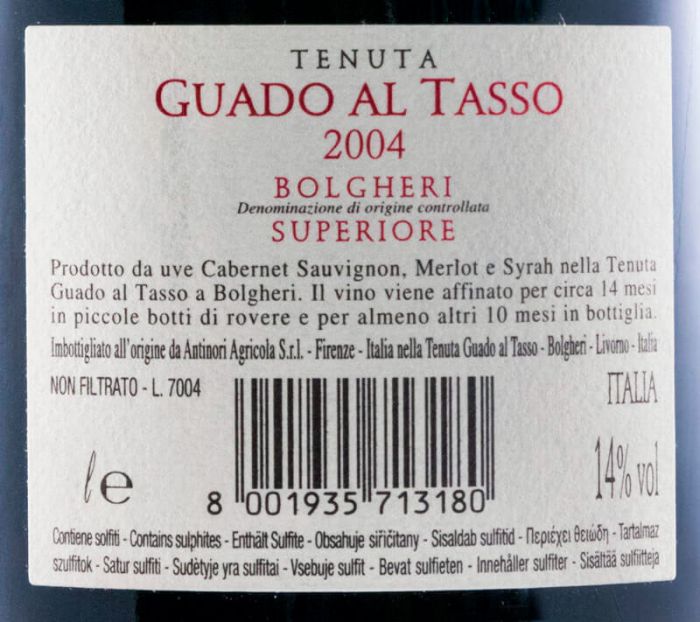 TENUTA
GUADO AL TASSO
2004
BOLGHERI
Denominazione di origine controllata
SUPERIORE
Prodotto da uve Cabernet Sauvignon, Merlot e Syrah nella Tenuta
Guado al Tasso a Bolgheri. Il vino viene affinato per circa 14 mesi
in piccole botti di rovere e per almeno altri 10 mesi in bottiglia.
Imbottigliato all'origine da Antinori Agricola S.r.l. - Firenze - Italia nella Tenuta Guado al Tasso - Bolgheri - Livorno - Italia
NON FILTRATO - L. 7004
ITALIA
l e
14% vol
8 001935 713180
Contiene solfiti - Contains sulphites - Enthält Sulfite - Obsahuje siřičitany - Sisaldab sulfitid - Περιέχει θειώδη - Tartalmaz
szulfitok - Satur sulfiti - Sudėtyje yra sulfitai - Vsebuje sulfit - Bevat sulfieten - Innehåller sulfiter - Sisältää sulfiitteja